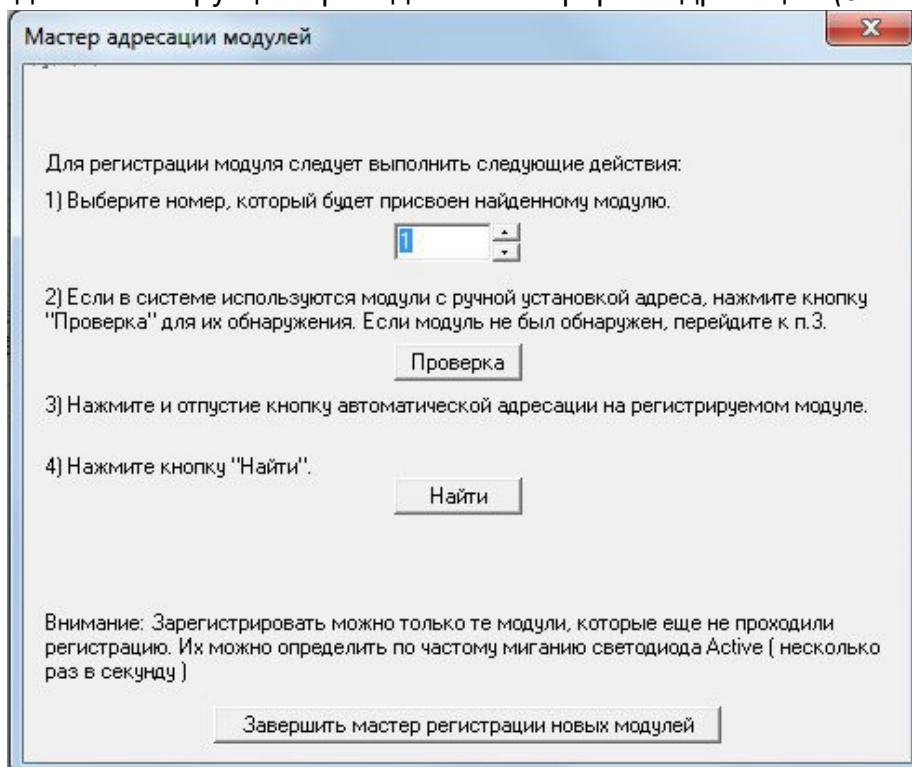 Мастер адресации модулей
Для регистрации модуля следует выполнить следующие действия:
1) Выберите номер, который будет присвоен найденному модулю.
1
2) Если в системе используются модули с ручной установкой адреса, нажмите кнопку
"Проверка" для их обнаружения. Если модуль не был обнаружен, перейдите к п.3.
Проверка
3) Нажмите и отпустие кнопку автоматической адресации на регистрируемом модуле.
4) Нажмите кнопку "Найти".
Найти
Внимание: Зарегистрировать можно только те модули, которые еще не проходили
регистрацию. Их можно определить по частому миганию светодиода Active ( несколько
раз в секунду )
Завершить мастер регистрации новых модулей